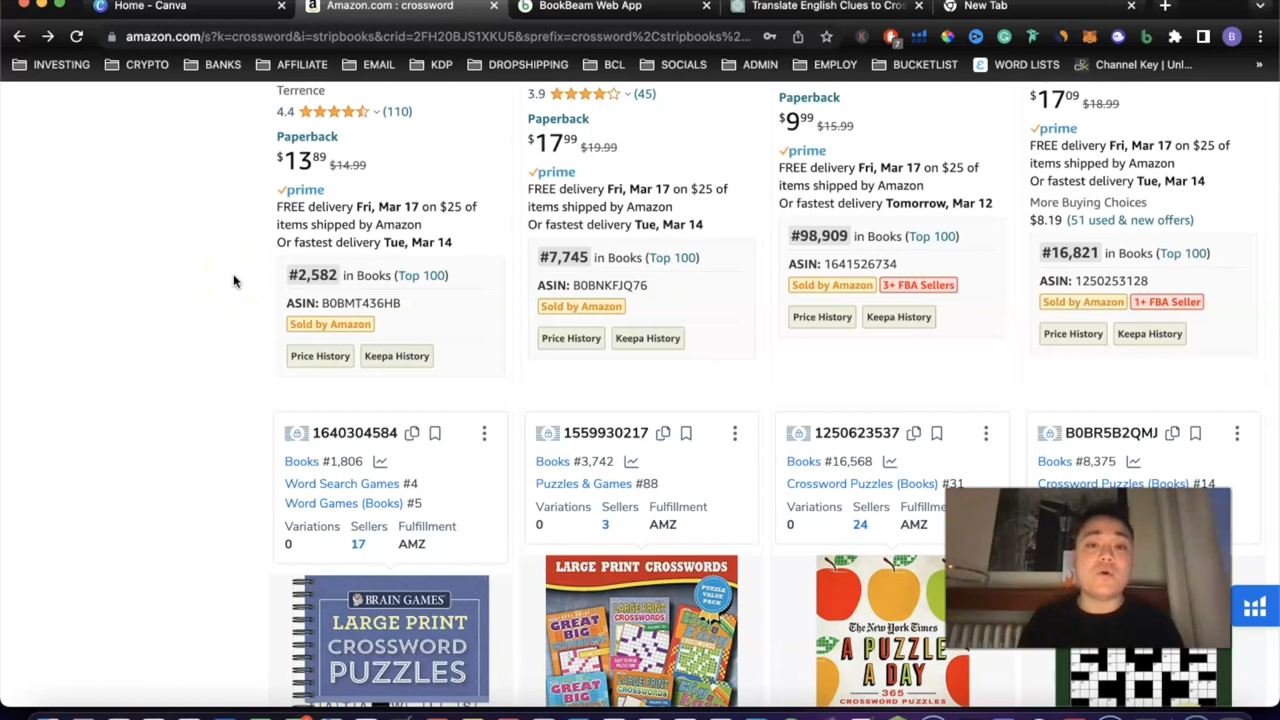 Home - Canva
Amazon.com : crossword
BookBeam Web App
Translate English Clues to Cros
New Tab
amazon.com/s?k=crossword&i=stripbooks&crid=2FH20BJS1XKU5&sprefix=crossword%2Cstripbooks%2...
7
B
INVESTING CRYPTO BANKS AFFILIATE EMAIL KDP DROPSHIPPING BCL SOCIALS ADMIN EMPLOY BUCKETLIST WORD LISTS Channel Key | Unl... »
Terrence
4.4 (110)
Paperback
$13 89 $14.99
prime
FREE delivery Fri, Mar 17 on $25 of
items shipped by Amazon
Or fastest delivery Tue, Mar 14
#2,582 in Books (Top 100)
ASIN: B0BMT436HB
Sold by Amazon
Price History Keepa History
3.9 (45)
Paperback
$17 99 $19.99
prime
FREE delivery Fri, Mar 17 on $25 of
items shipped by Amazon
Or fastest delivery Tue, Mar 14
#7,745 in Books (Top 100)
ASIN: B0BNKFJQ76
Sold by Amazon
Price History Keepa History
Paperback
$9 99 $15.99
prime
FREE delivery Fri, Mar 17 on $25 of
items shipped by Amazon
Or fastest delivery Tomorrow, Mar 12
#98,909 in Books (Top 100)
ASIN: 1641526734
Sold by Amazon 3+ FBA Sellers
Price History Keepa History
$17 09 $18.99
prime
FREE delivery Fri, Mar 17 on $25 of
items shipped by Amazon
Or fastest delivery Tue, Mar 14
More Buying Choices
$8.19 (51 used & new offers)
#16,821 in Books (Top 100)
ASIN: 1250253128
Sold by Amazon 1+ FBA Seller
Price History Keepa History
1640304584
Books #1,806
Word Search Games #4
Word Games (Books) #5
Variations Sellers Fulfillment
0 17 AMZ
BRAIN GAMES
LARGE PRINT
CROSSWORD
PUZZLES
1559930217
Books #3,742
Puzzles & Games #88
Variations Sellers Fulfillment
0 3 AMZ
LARGE PRINT CROSSWORDS
PUZZLE
VALUE
PACK
1250623537
Books #16,568
Crossword Puzzles (Books) #31
Variations Sellers Fulfillme
0 24 AMZ
The New York Times
A PUZZLE
A DAY
365
CROSSWORD PUZZLES
B0BR5B2QMJ
Books #8,375
Crossword Puzzles (Books) #14